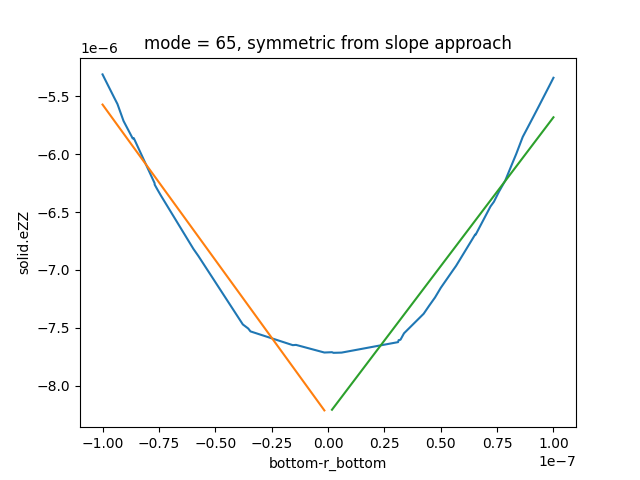 mode = 65, symmetric from slope approach
1e−6
−5.5
−6.0
−6.5
−7.0
−7.5
−8.0
solid.eZZ
−1.00 −0.75 −0.50 −0.25 0.00 0.25 0.50 0.75 1.00
1e−7
bottom-r_bottom